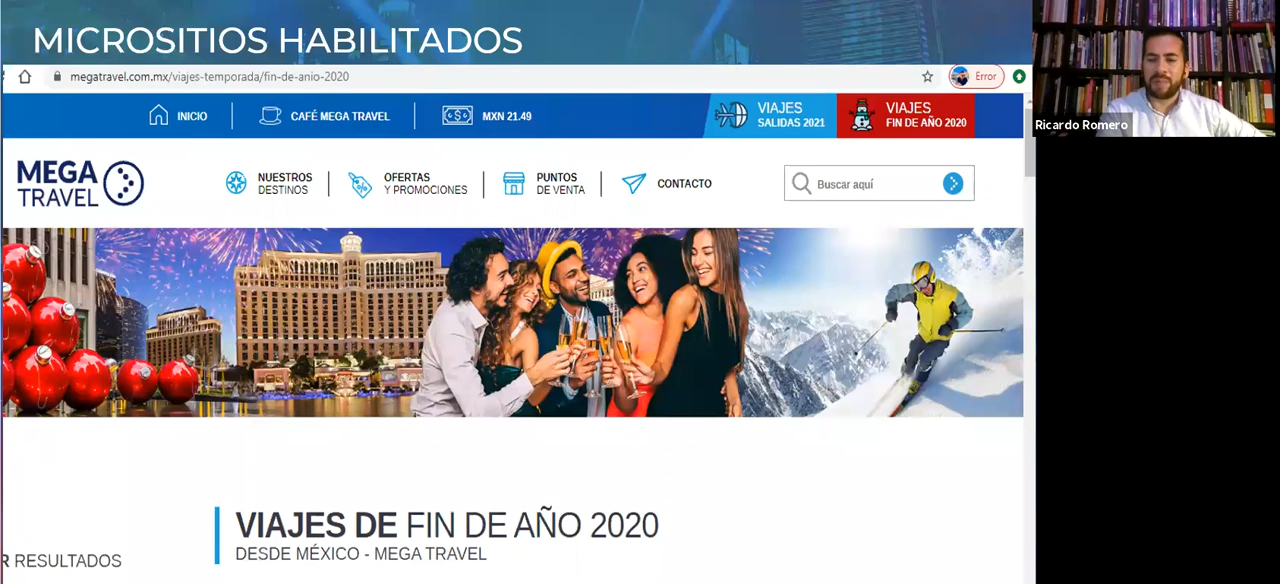 MICROSITIOS HABILITADOS
megatravel.com.mx/viajes-temporada/fin-de-anio-2020
Error
INICIO
CAFÉ MEGA TRAVEL
MXN 21.49
VIAJES
SALIDAS 2021
VIAJES
FIN DE AÑO 2020
Ricardo Romero
MEGA
TRAVEL
NUESTROS
DESTINOS
OFERTAS
Y PROMOCIONES
PUNTOS
DE VENTA
CONTACTO
Buscar aquí
VIAJES DE FIN DE AÑO 2020
DESDE MÉXICO - MEGA TRAVEL
R RESULTADOS